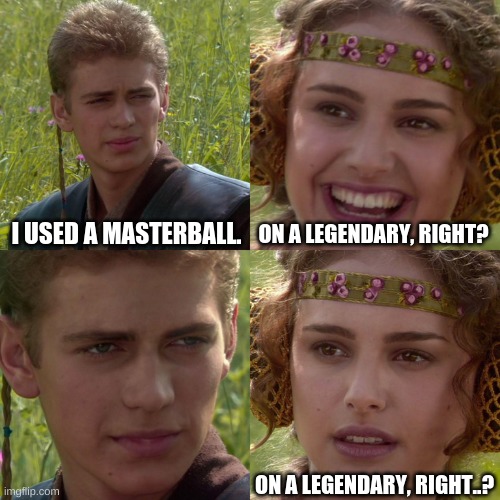 I USED A MASTERBALL.
ON A LEGENDARY, RIGHT?
ON A LEGENDARY, RIGHT..?
imgflip.com